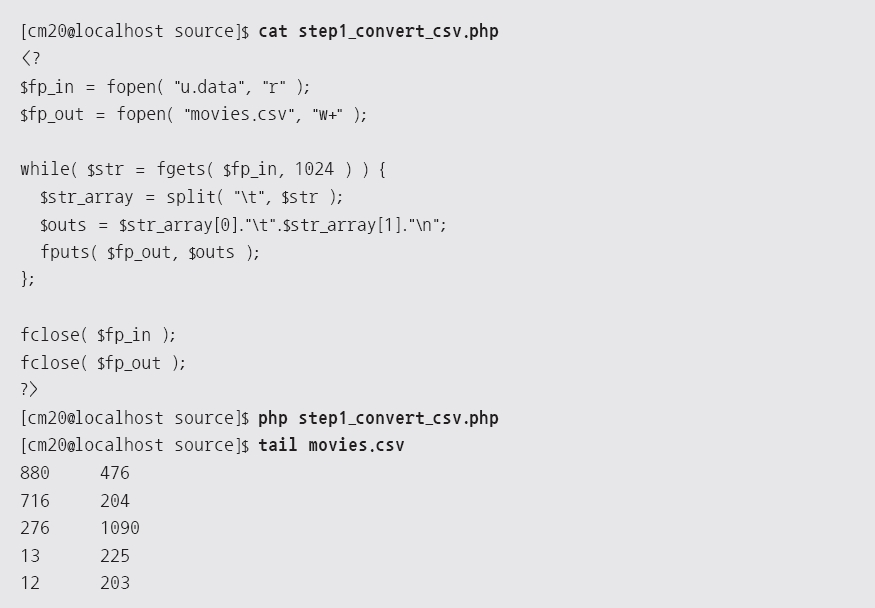 [cm20@localhost source]$ cat step1_convert_csv.php
<?
$fp_in = fopen( "u.data", "r" );
$fp_out = fopen( "movies.csv", "w+" );
while( $str = fgets( $fp_in, 1024 ) ) {
$str_array = split( "\t", $str );
$outs = $str_array[0]."\t".$str_array[1]."\n";
fputs( $fp_out, $outs );
};
fclose( $fp_in );
fclose( $fp_out );
?>
[cm20@localhost source]$ php step1_convert_csv.php
[cm20@localhost source]$ tail movies.csv
880 476
716 204
276 1090
13 225
12 203